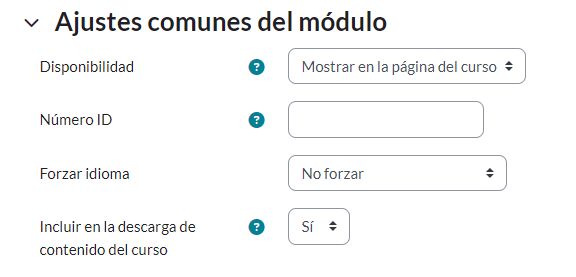 Ajustes comunes del módulo
Disponibilidad ? Mostrar en la página del curso
Número ID ?
Forzar idioma No forzar
Incluir en la descarga de ? Sí
contenido del curso